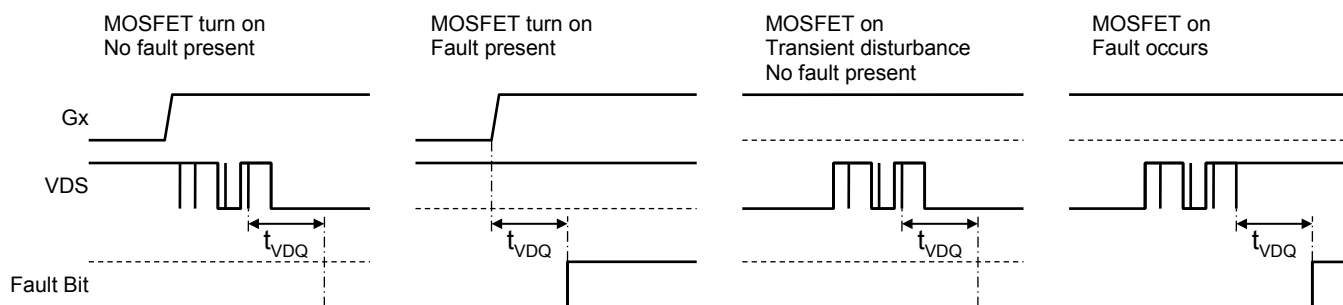 MOSFET turn on
No fault present
MOSFET turn on
Fault present
MOSFET on
Transient disturbance
No fault present
MOSFET on
Fault occurs
Gx
VDS
tVDQ
tVDQ
tVDQ
tVDQ
Fault Bit